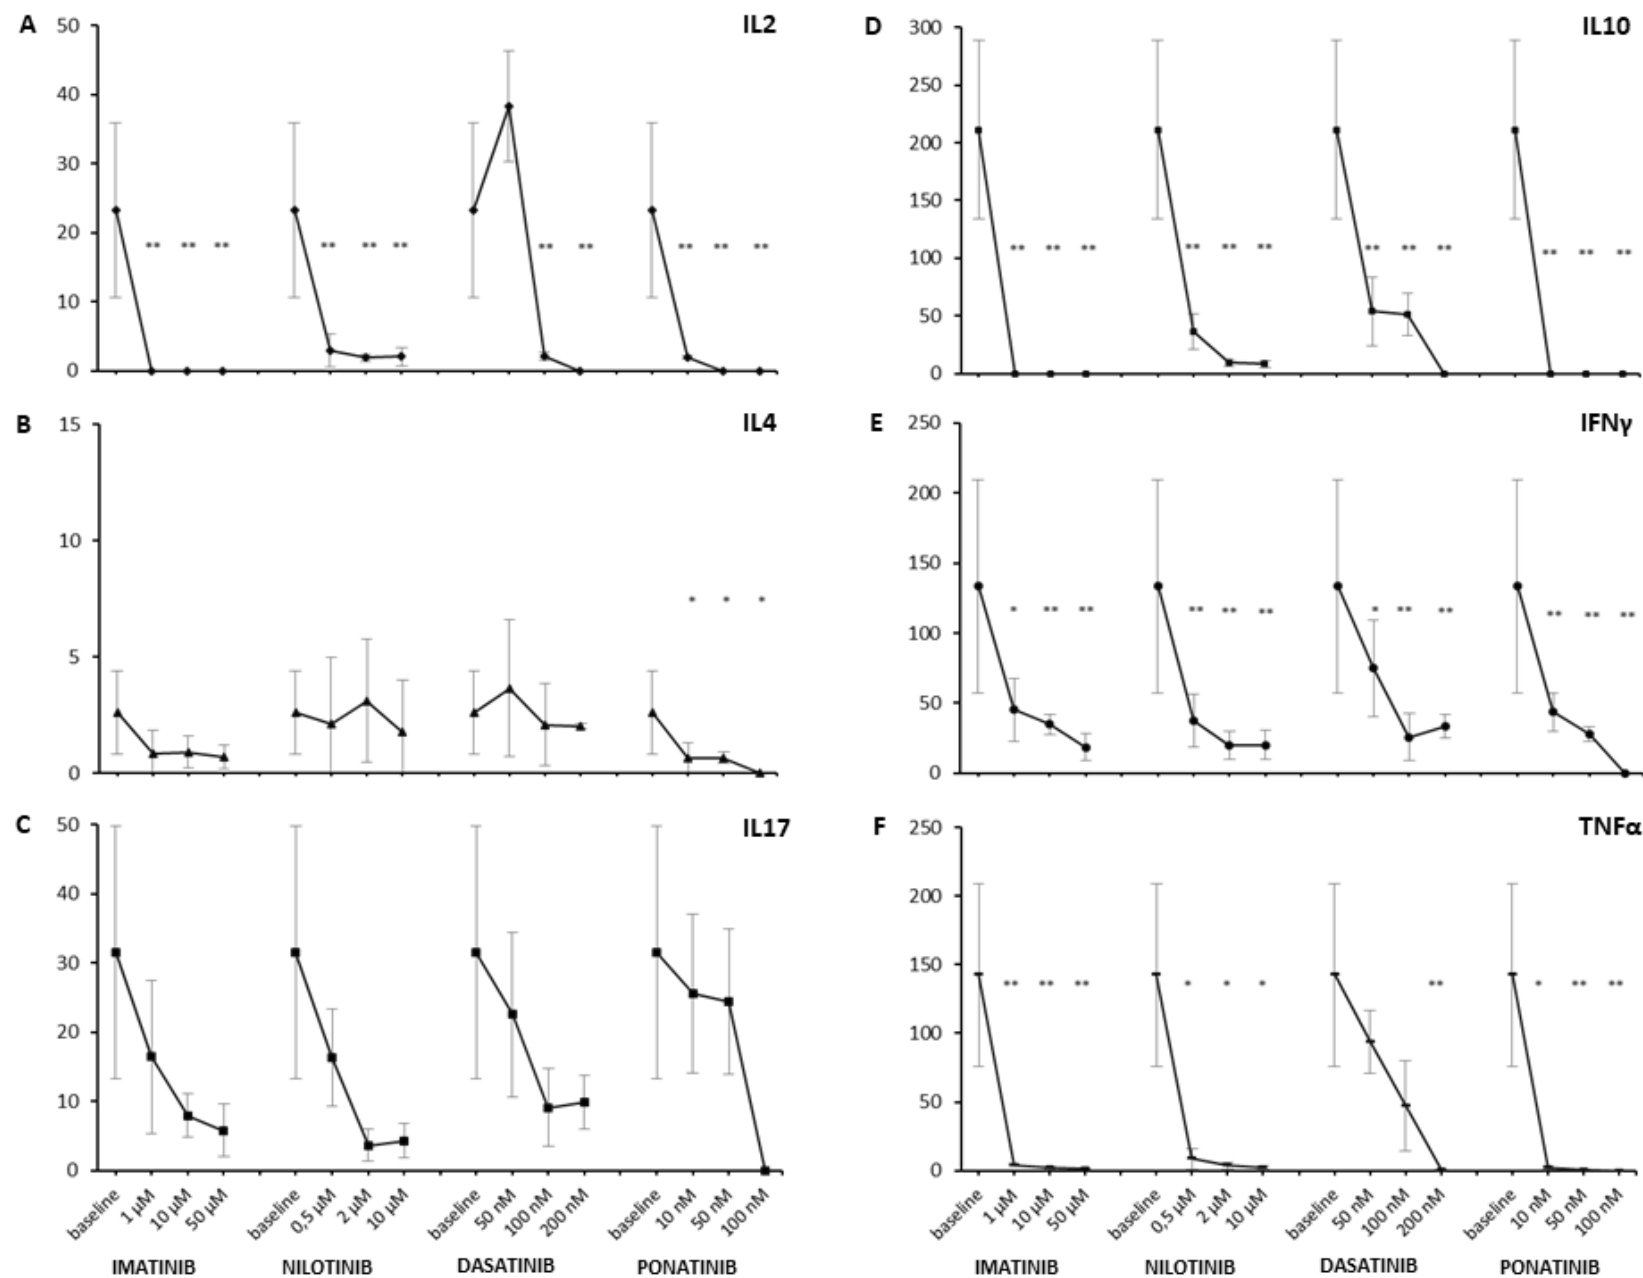 A IL2
50
40
30
20
10
0
** ** ** ** ** ** ** ** ** ** **
B IL4
15
10
5
0
* * *
C IL17
50
40
30
20
10
0
baseline 1 µM 10 µM 50 µM baseline 0,5 µM 2 µM 10 µM baseline 50 nM 100 nM 200 nM baseline 10 nM 50 nM 100 nM
IMATINIB NILOTINIB DASATINIB PONATINIB
D IL10
300
250
200
150
100
50
0
** ** ** ** ** ** ** ** ** ** ** **
E IFNγ
250
200
150
100
50
0
* ** ** ** ** ** * ** ** ** ** **
F TNFα
250
200
150
100
50
0
** ** ** * * * ** * ** **
baseline 1 µM 10 µM 50 µM baseline 0,5 µM 2 µM 10 µM baseline 50 nM 100 nM 200 nM baseline 10 nM 50 nM 100 nM
IMATINIB NILOTINIB DASATINIB PONATINIB